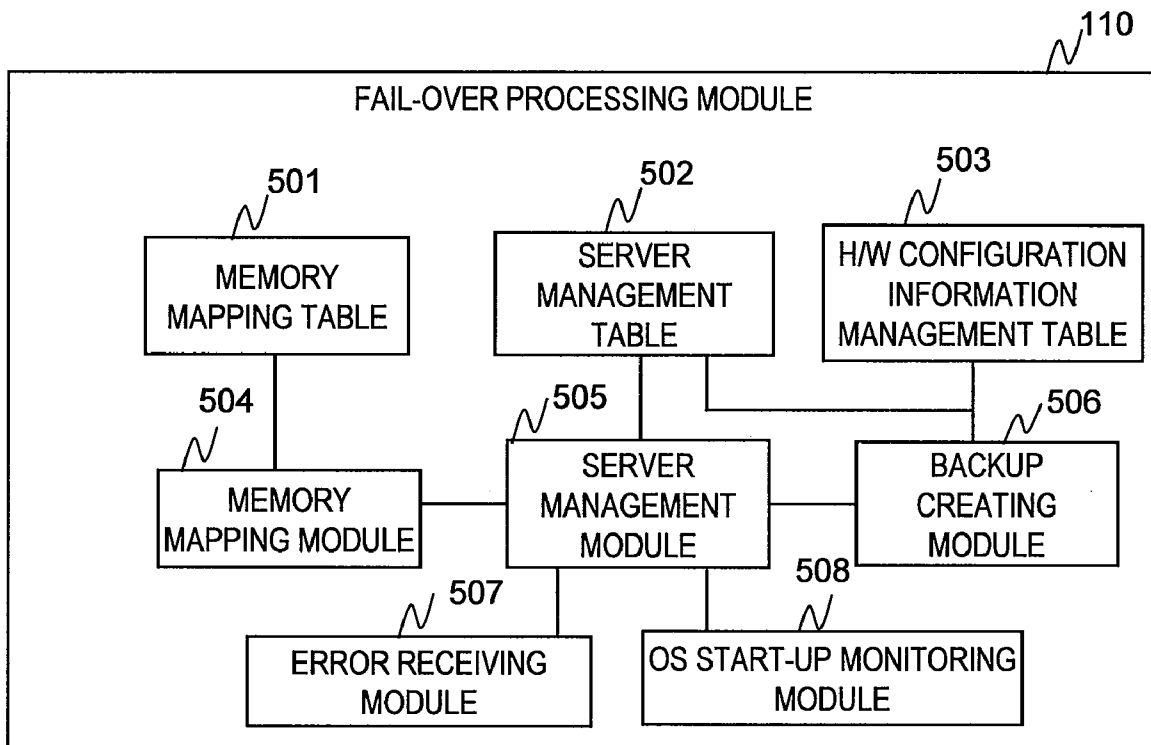 110
FAIL-OVER PROCESSING MODULE
501
MEMORY
MAPPING TABLE
502
SERVER
MANAGEMENT
TABLE
503
H/W CONFIGURATION
INFORMATION
MANAGEMENT TABLE
504
MEMORY
MAPPING MODULE
505
SERVER
MANAGEMENT
MODULE
506
BACKUP
CREATING
MODULE
507
ERROR RECEIVING
MODULE
508
OS START-UP MONITORING
MODULE